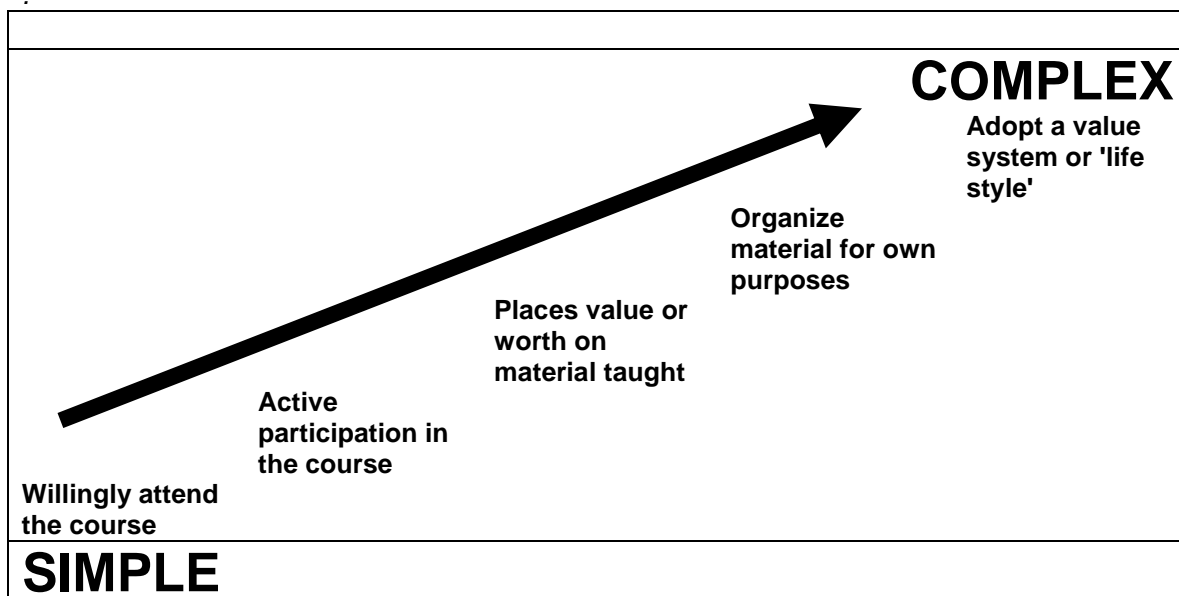 COMPLEX
Adopt a value
system or 'life
style'
Organize
material for own
purposes
Places value or
worth on
material taught
Active
participation in
the course
Willingly attend
the course
SIMPLE